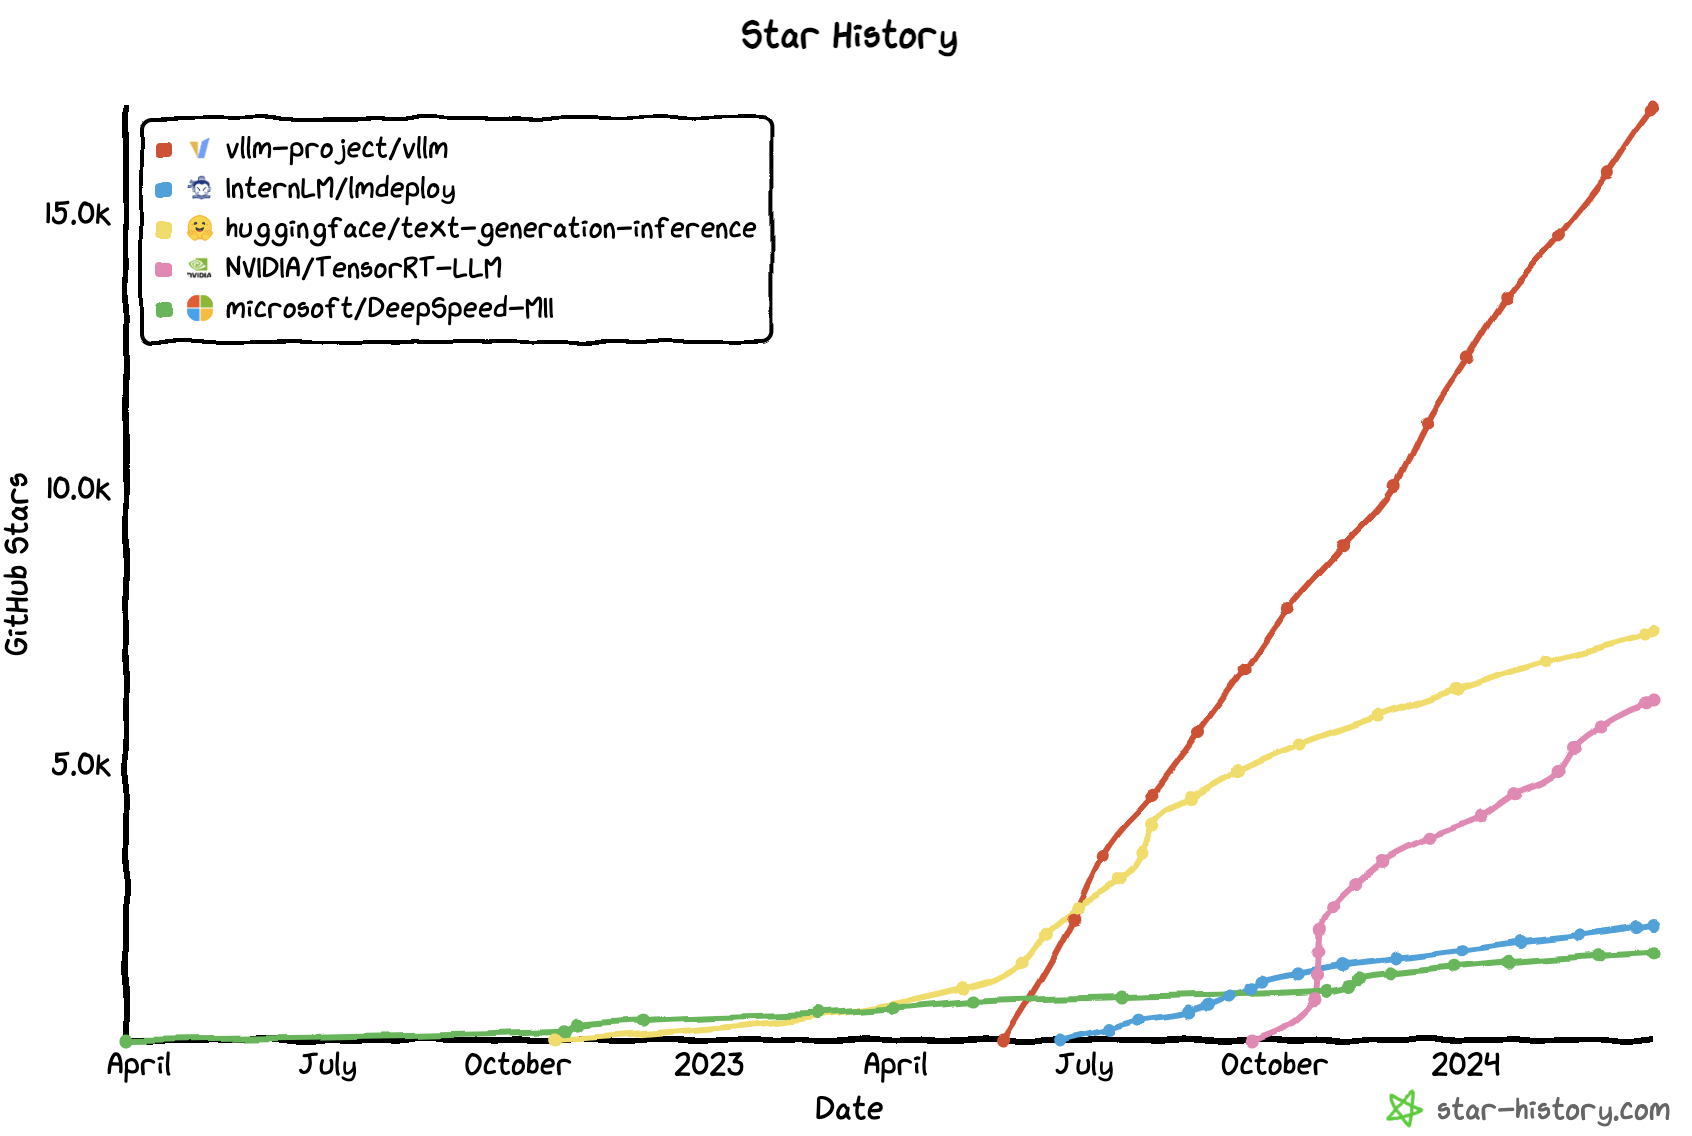 Star History
vllm-project/vllm
InternLM/lmdeploy
huggingface/text-generation-inference
NVIDIA
NVIDIA/TensorRT-LLM
microsoft/DeepSpeed-MII
15.0K
10.0K
5.0K
GitHub Stars
April July October 2023 April July October 2024
Date
star-history.com